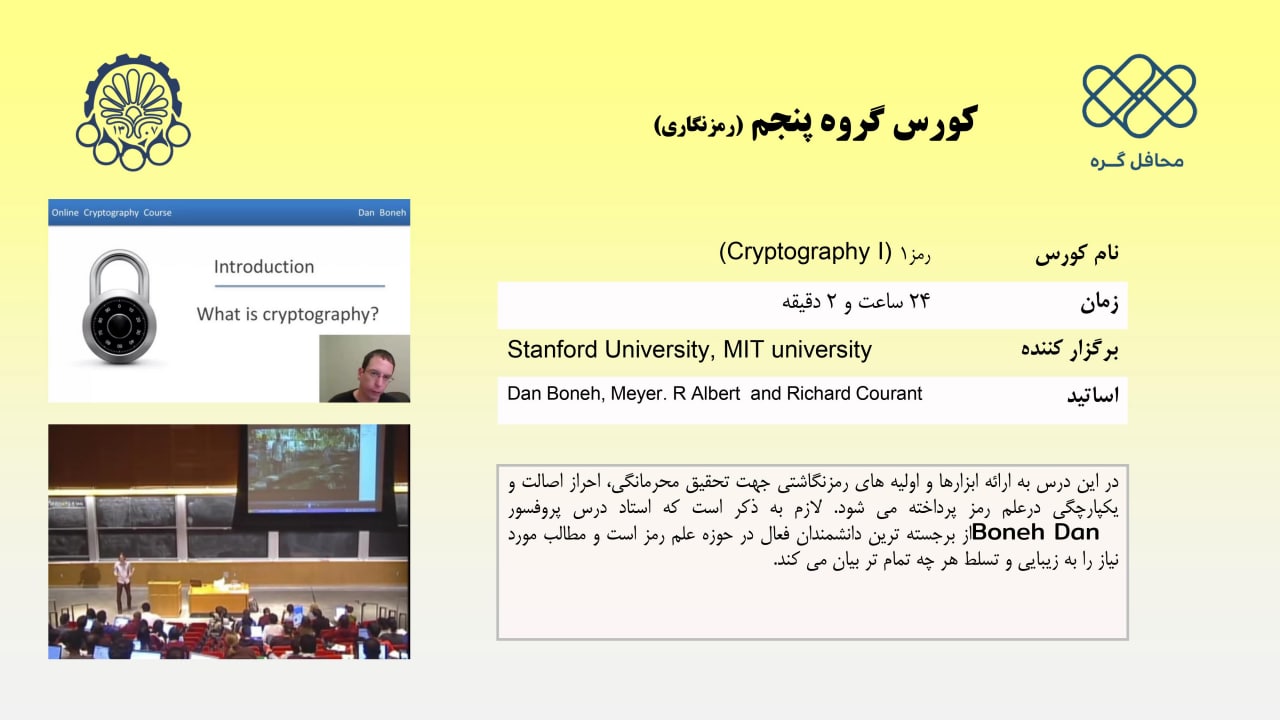 محافل گره
کورس گروه پنجم (رمزنگاری)
۱۳۰۷
Online Cryptography Course
Dan Boneh
Introduction
What is cryptography?
نام کورس
رمز۱ (Cryptography I)
زمان
۲۴ ساعت و ۲ دقیقه
برگزار کننده
Stanford University, MIT university
اساتید
Dan Boneh, Meyer. R Albert and Richard Courant
در این درس به ارائه ابزارها و اولیه های رمزنگاشتی جهت تحقیق محرمانگی، احراز اصالت و
یکپارچگی درعلم رمز پرداخته می شود. لازم به ذکر است که استاد درس پروفسور
Boneh Danاز برجسته ترین دانشمندان فعال در حوزه علم رمز است و مطالب مورد
نیاز را به زیبایی و تسلط هر چه تمام تر بیان می کند.